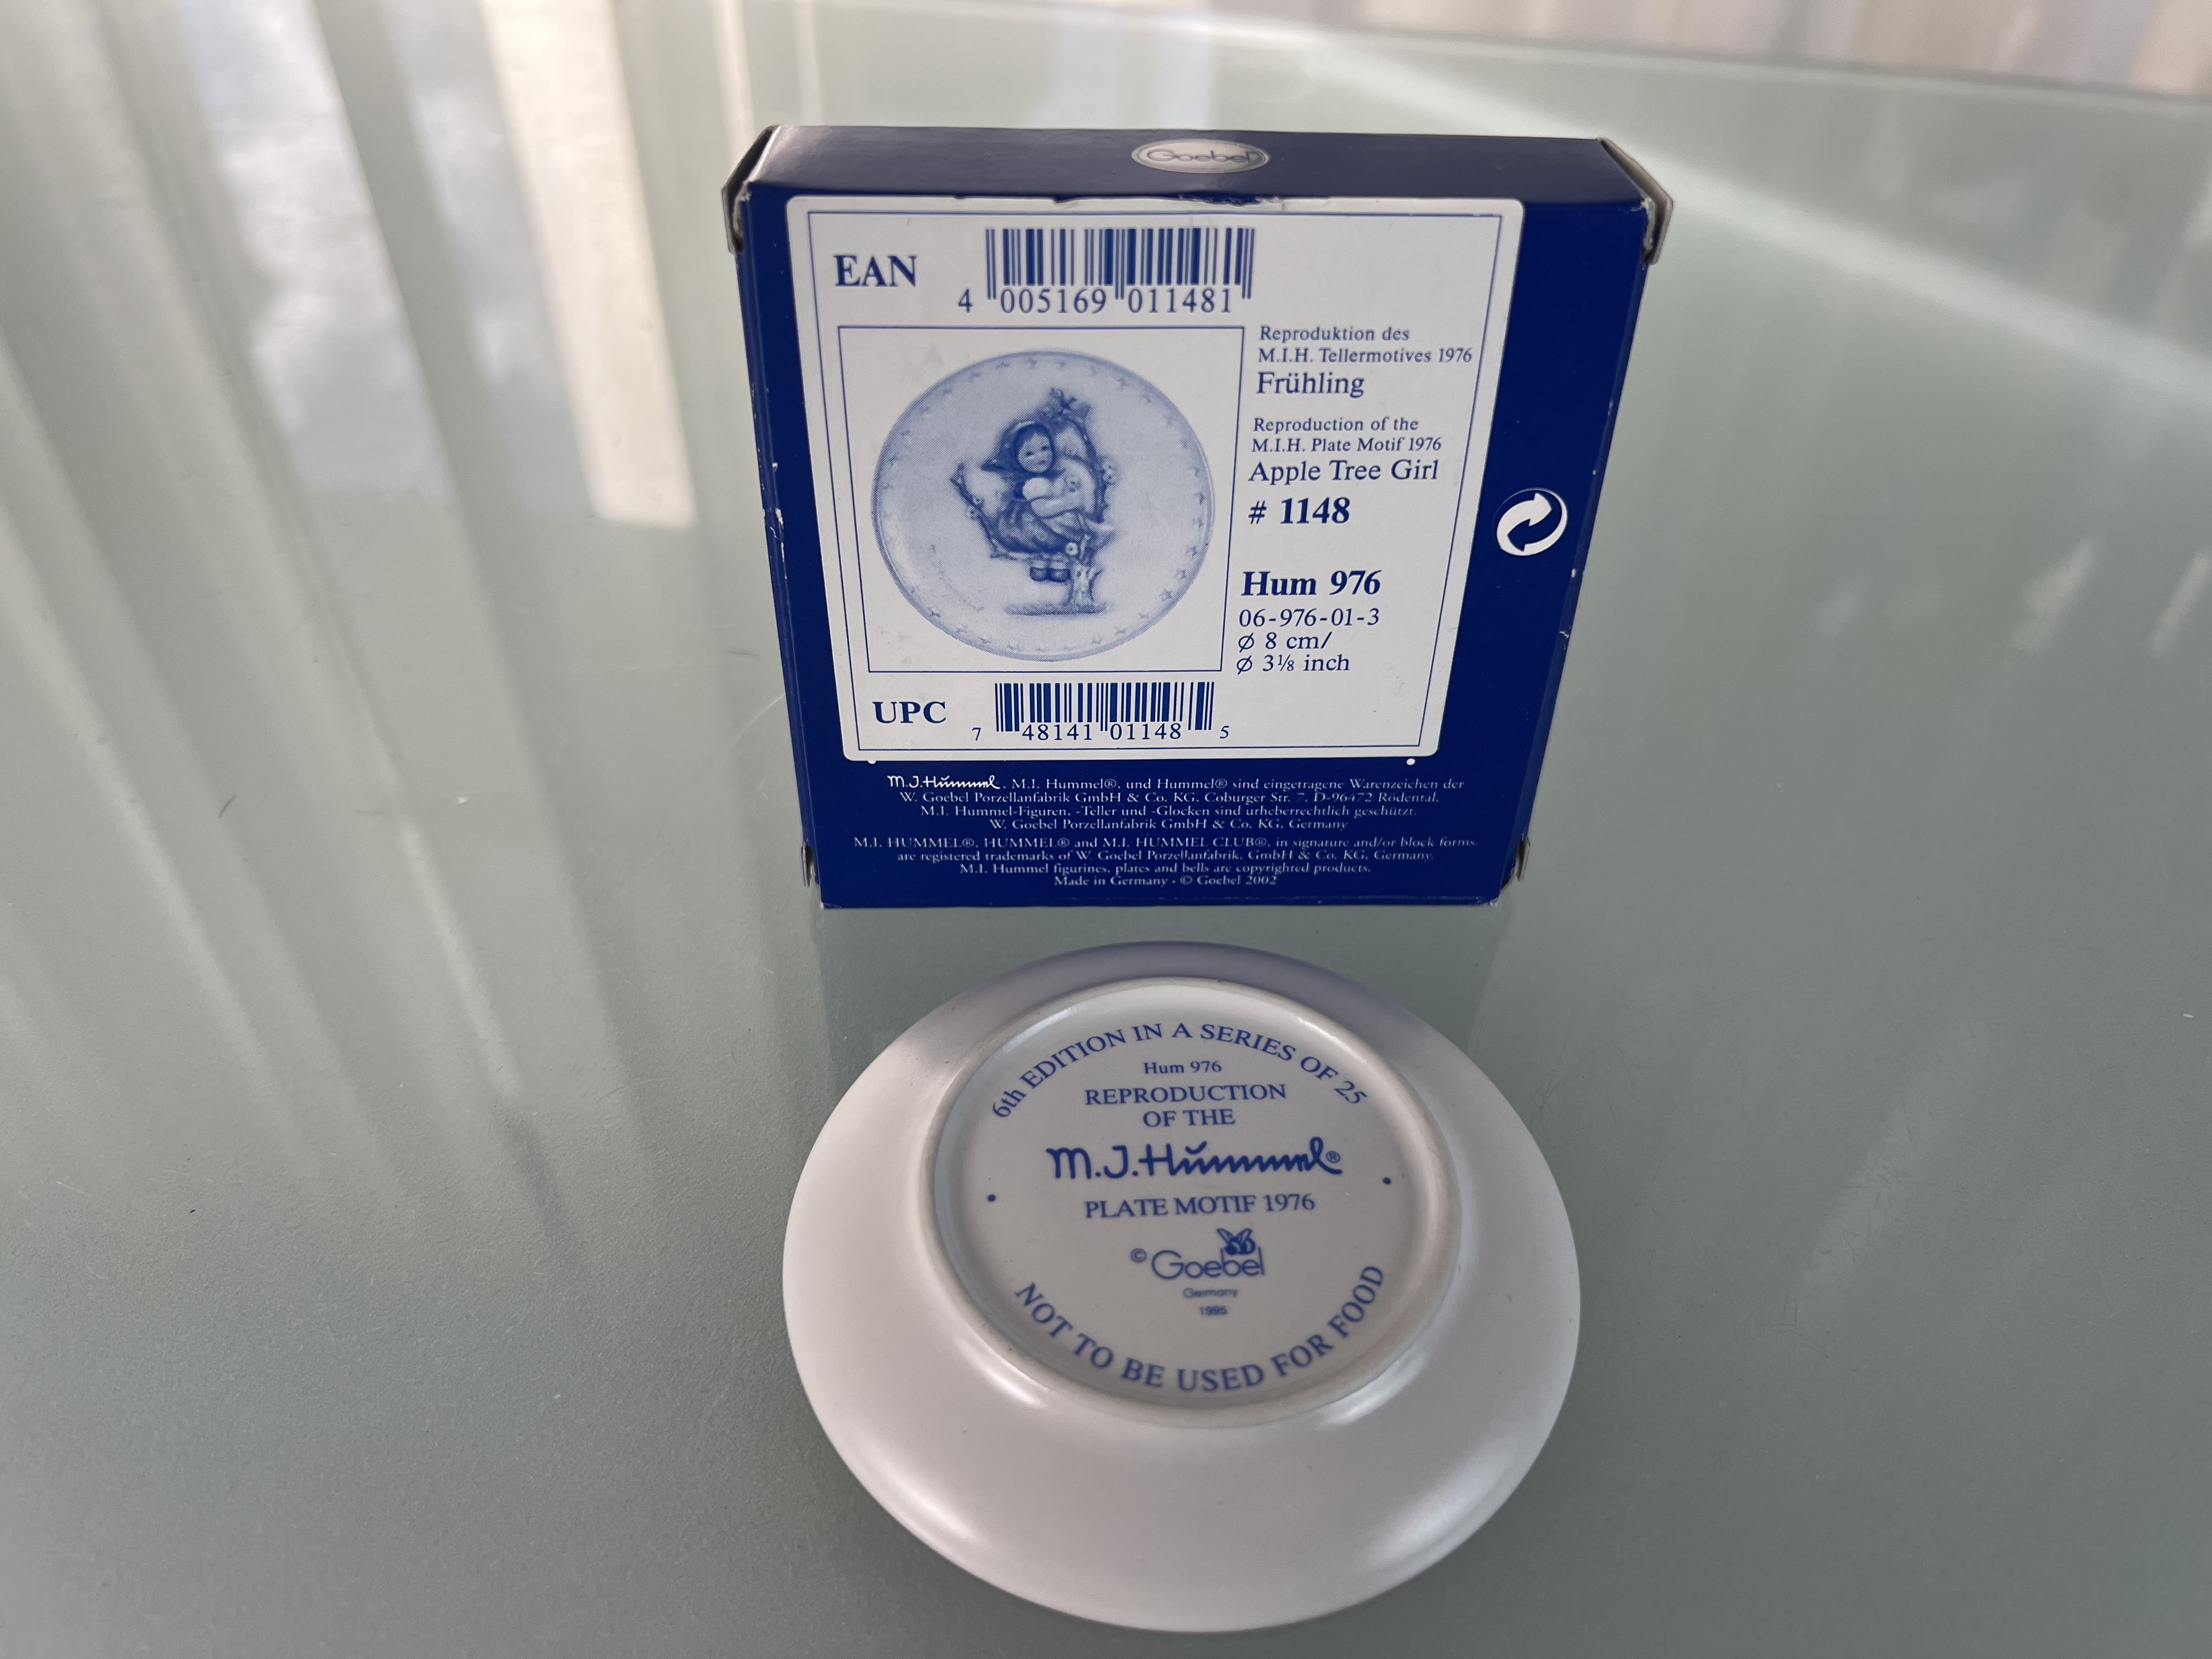 Goebel
EAN
4 005169 011481
Reproduktion des
M.I.H. Tellermotives 1976
Frühling
Reproduction of the
M.I.H. Plate Motif 1976
Apple Tree Girl
# 1148
Hum 976
06-976-01-3
Ø 8 cm/
Ø 3⅛ inch
UPC
7 48141 01148 5
M.J.Hummel, M.I. Hummel®, und Hummel® sind eingetragene Warenzeichen der
W. Goebel Porzellanfabrik GmbH & Co. KG, Coburger Str. 7, D-96472 Rödental.
M.I. Hummel-Figuren, -Teller und -Glocken sind urheberrechtlich geschützt.
W. Goebel Porzellanfabrik GmbH & Co. KG, Germany
M.I. HUMMEL®, HUMMEL® and M.I. HUMMEL CLUB®, in signature and/or block forms,
are registered trademarks of W. Goebel Porzellanfabrik, GmbH & Co. KG, Germany.
M.I. Hummel figurines, plates and bells are copyrighted products.
Made in Germany · © Goebel 2002
6th EDITION IN A SERIES OF 25
Hum 976
REPRODUCTION
OF THE
M.J.Hummel®
PLATE MOTIF 1976
© Goebel
Germany
1995
NOT TO BE USED FOR FOOD